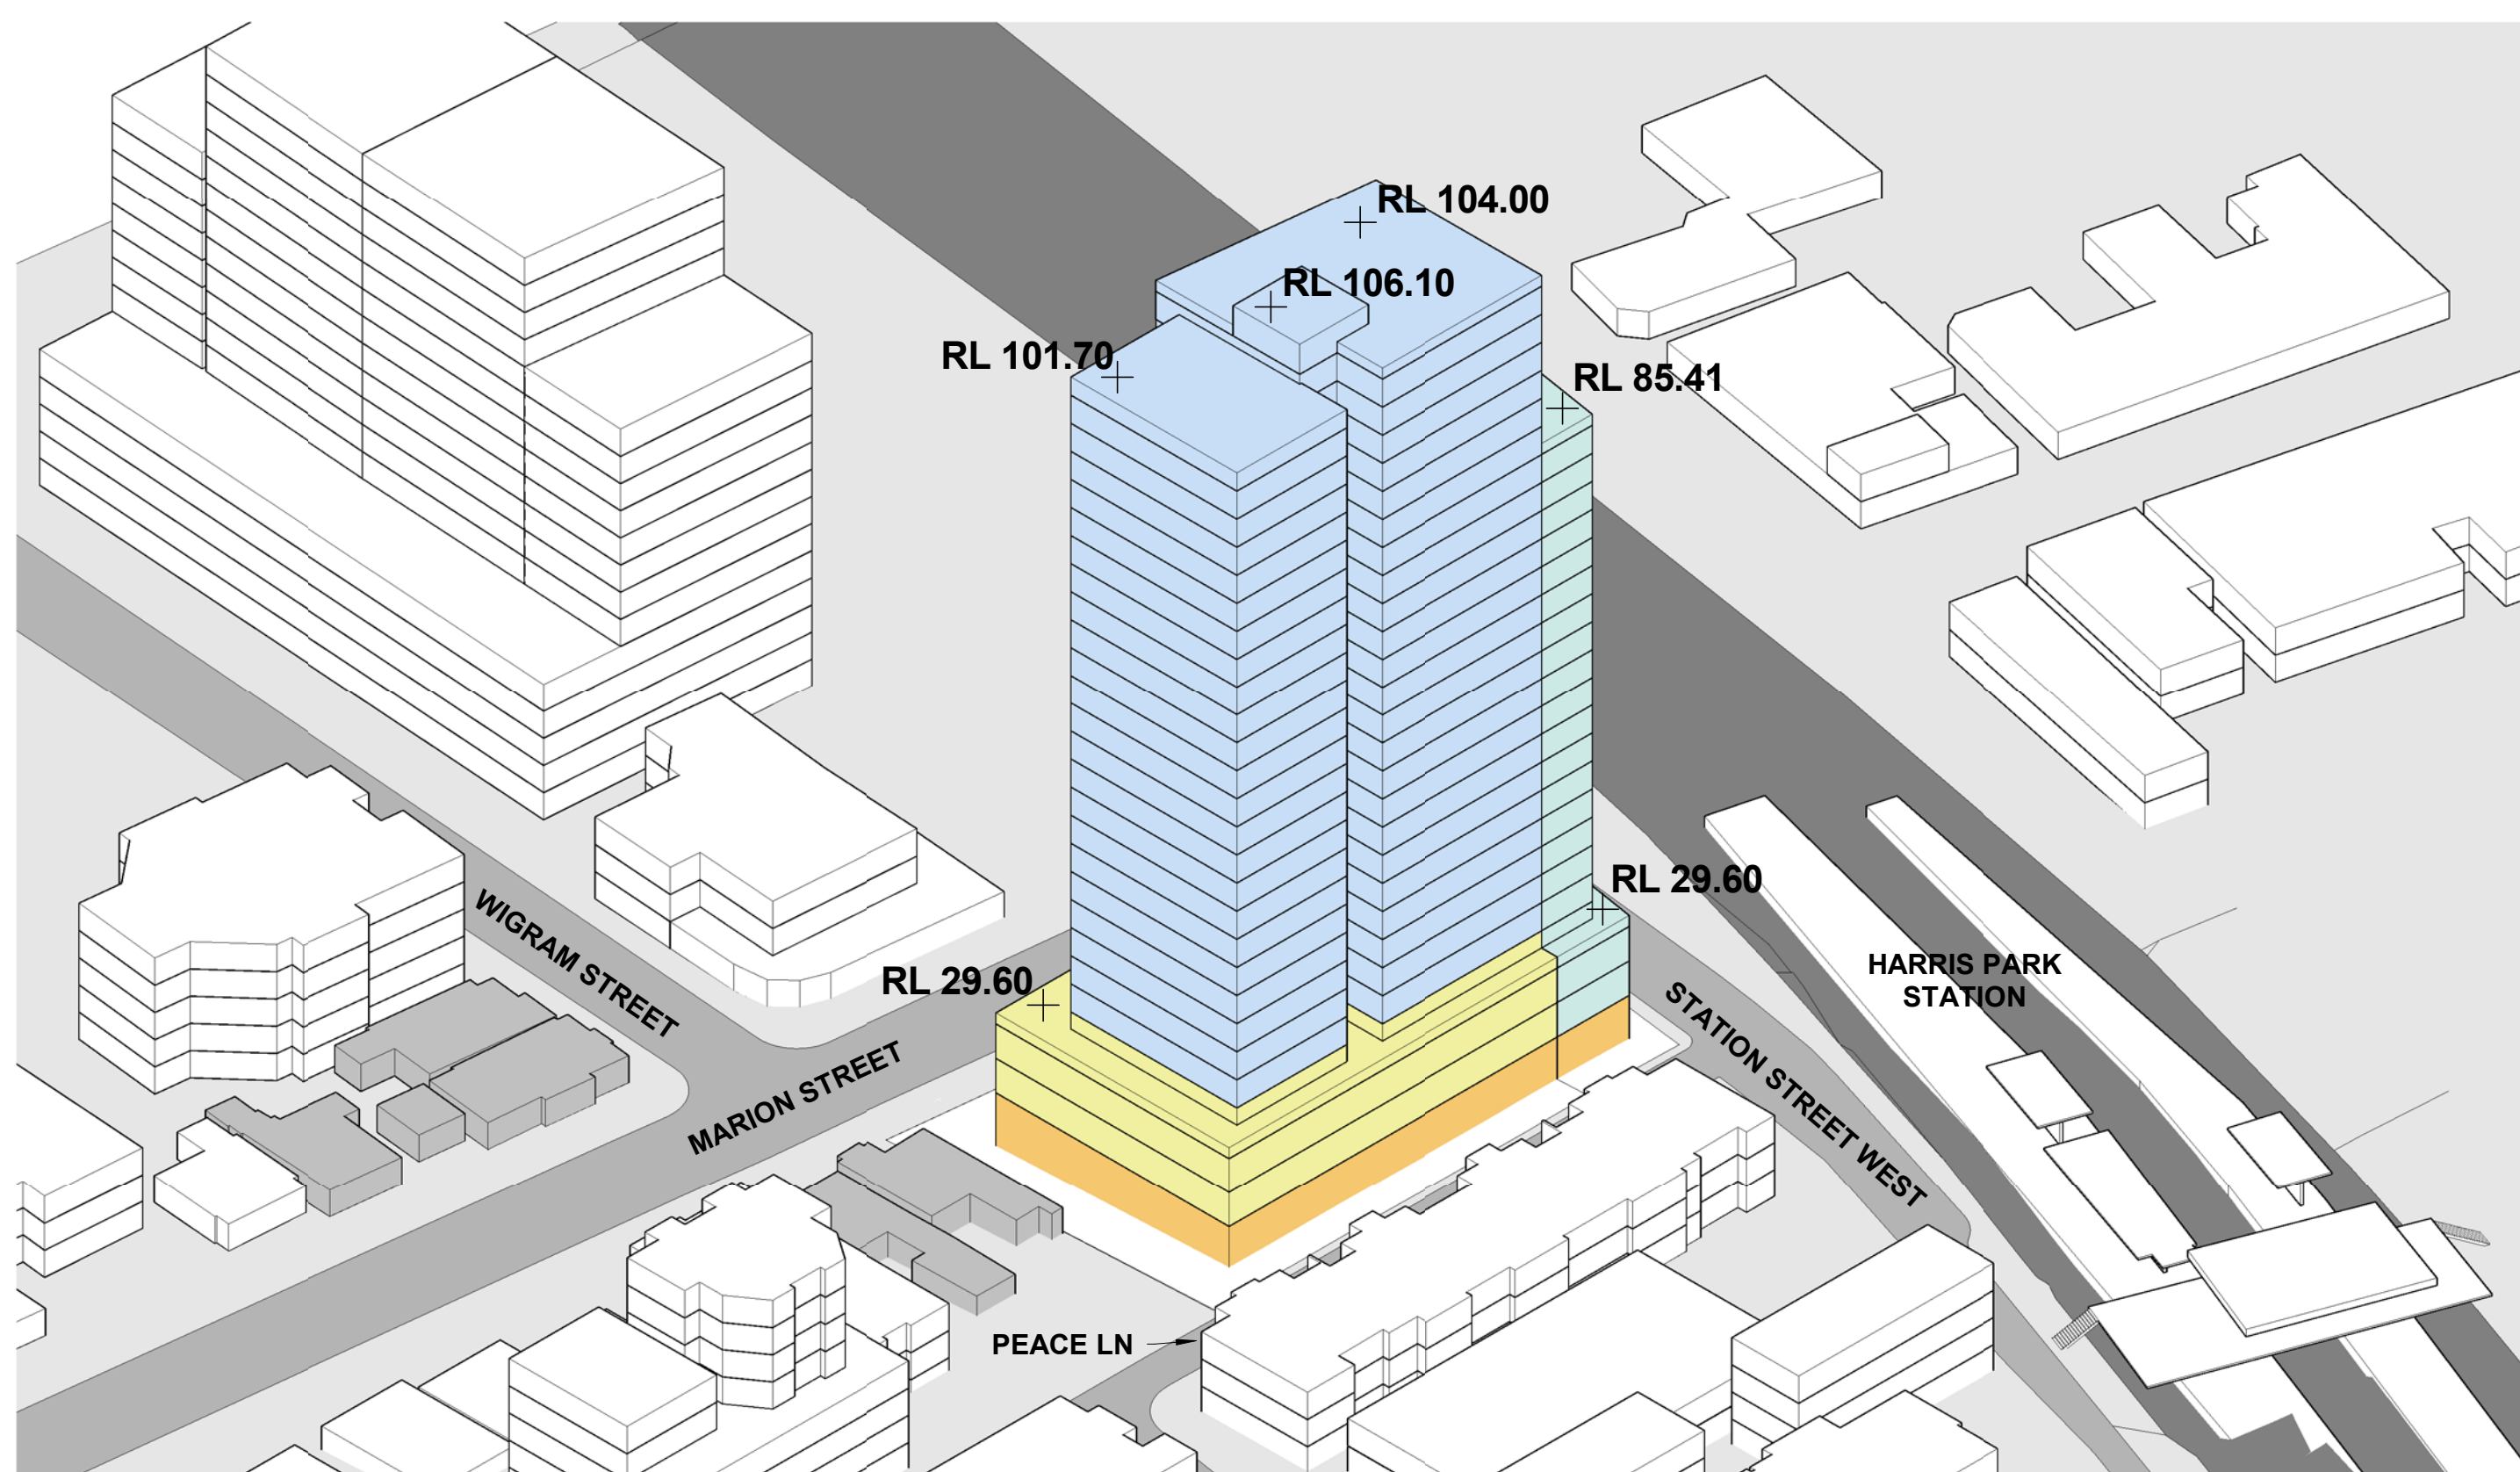 RL 104.00
RL 106.10
RL 101.70
RL 85.41
RL 29.60
WIGRAM STREET
RL 29.60
HARRIS PARK
STATION
STATION STREET WEST
MARION STREET
PEACE LN